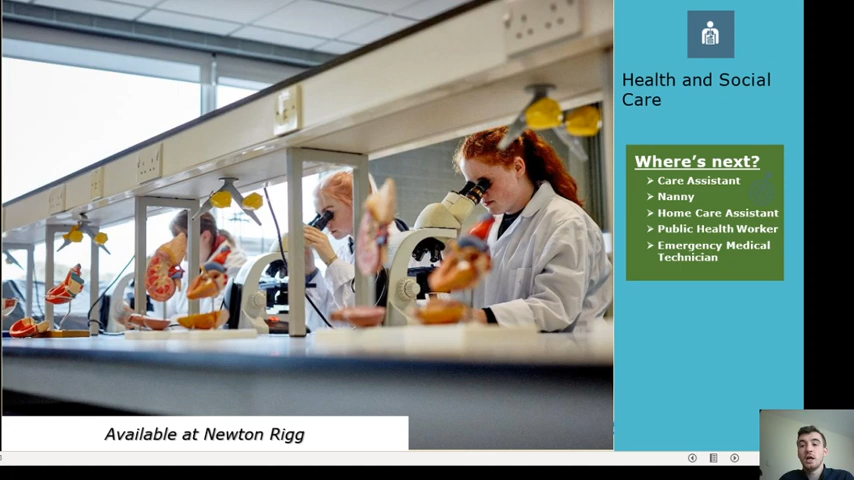 Health and Social
Care
Where's next?
➢ Care Assistant
➢ Nanny
➢ Home Care Assistant
➢ Public Health Worker
➢ Emergency Medical
Technician
Available at Newton Rigg